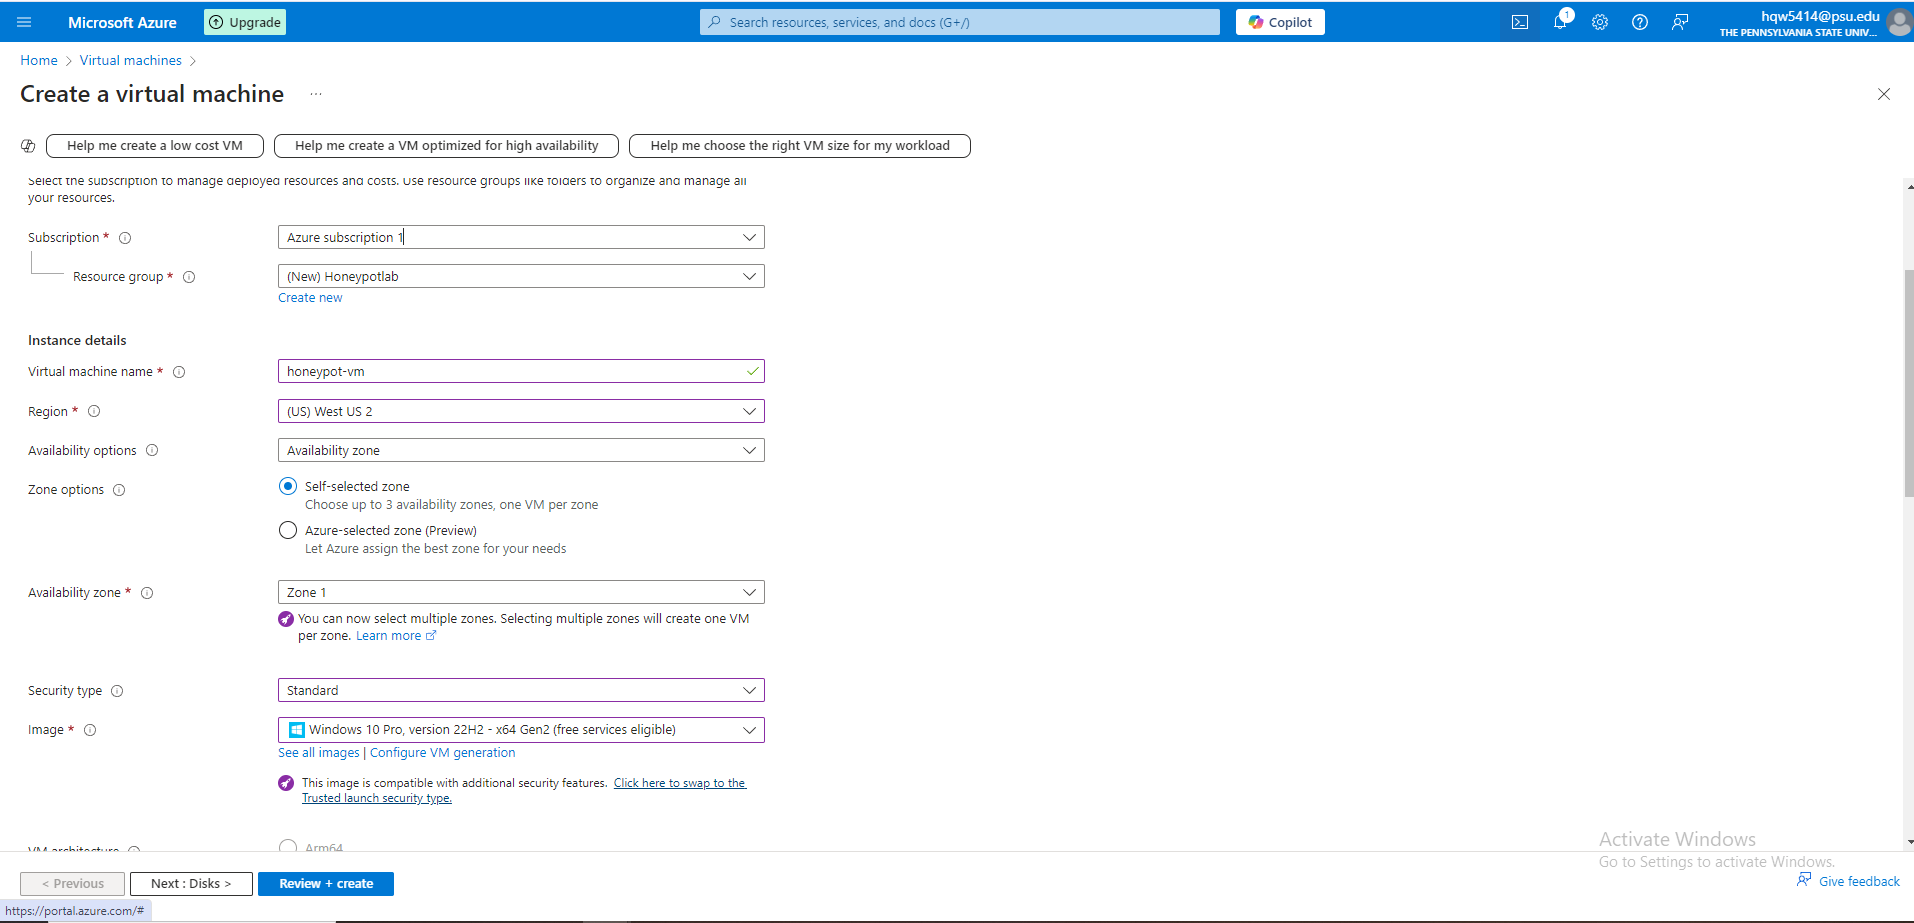 Microsoft Azure
Upgrade
Search resources, services, and docs (G+/)
Copilot
1
hqw5414@psu.edu
THE PENNSYLVANIA STATE UNIV...
Home > Virtual machines >
Create a virtual machine ...
Help me create a low cost VM
Help me create a VM optimized for high availability
Help me choose the right VM size for my workload
Select the subscription to manage deployed resources and costs. Use resource groups like folders to organize and manage all
your resources.
Subscription *
Azure subscription 1
Resource group *
(New) Honeypotlab
Create new
Instance details
Virtual machine name *
honeypot-vm
Region *
(US) West US 2
Availability options
Availability zone
Zone options
Self-selected zone
Choose up to 3 availability zones, one VM per zone
Azure-selected zone (Preview)
Let Azure assign the best zone for your needs
Availability zone *
Zone 1
You can now select multiple zones. Selecting multiple zones will create one VM
per zone. Learn more
Security type
Standard
Image *
Windows 10 Pro, version 22H2 - x64 Gen2 (free services eligible)
See all images | Configure VM generation
This image is compatible with additional security features. Click here to swap to the
Trusted launch security type.
VM architecture
Arm64
Activate Windows
Go to Settings to activate Windows.
< Previous
Next : Disks >
Review + create
Give feedback
https://portal.azure.com/#